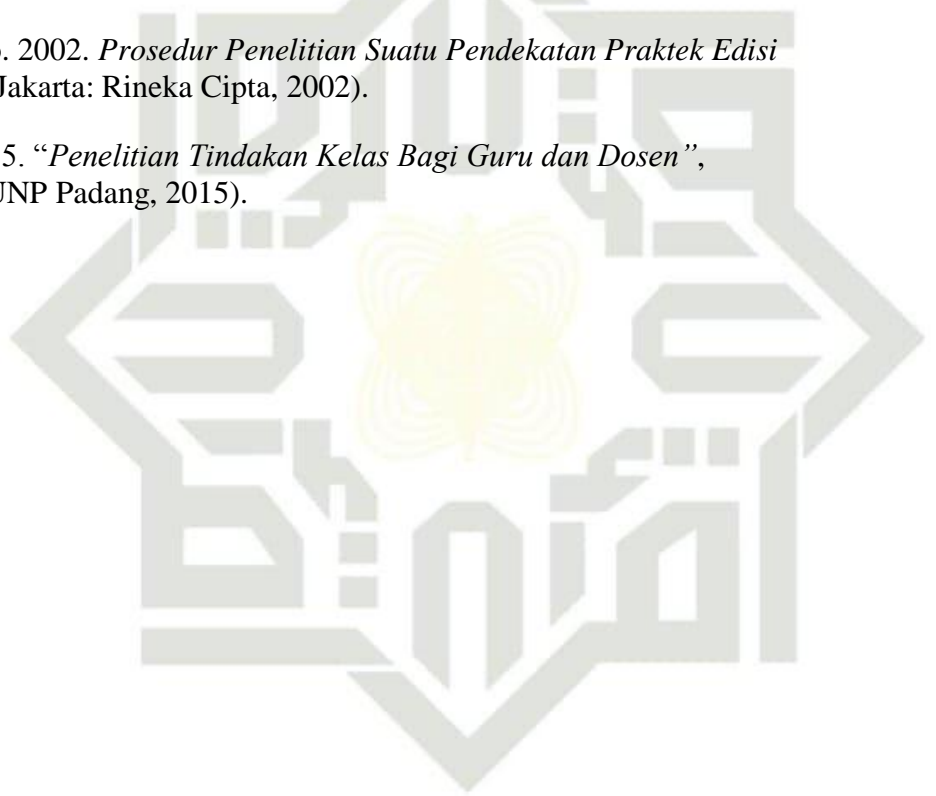 . 2002. Prosedur Penelitian Suatu Pendekatan Praktek Edisi
Jakarta: Rineka Cipta, 2002).
5. “Penelitian Tindakan Kelas Bagi Guru dan Dosen”,
NP Padang, 2015).